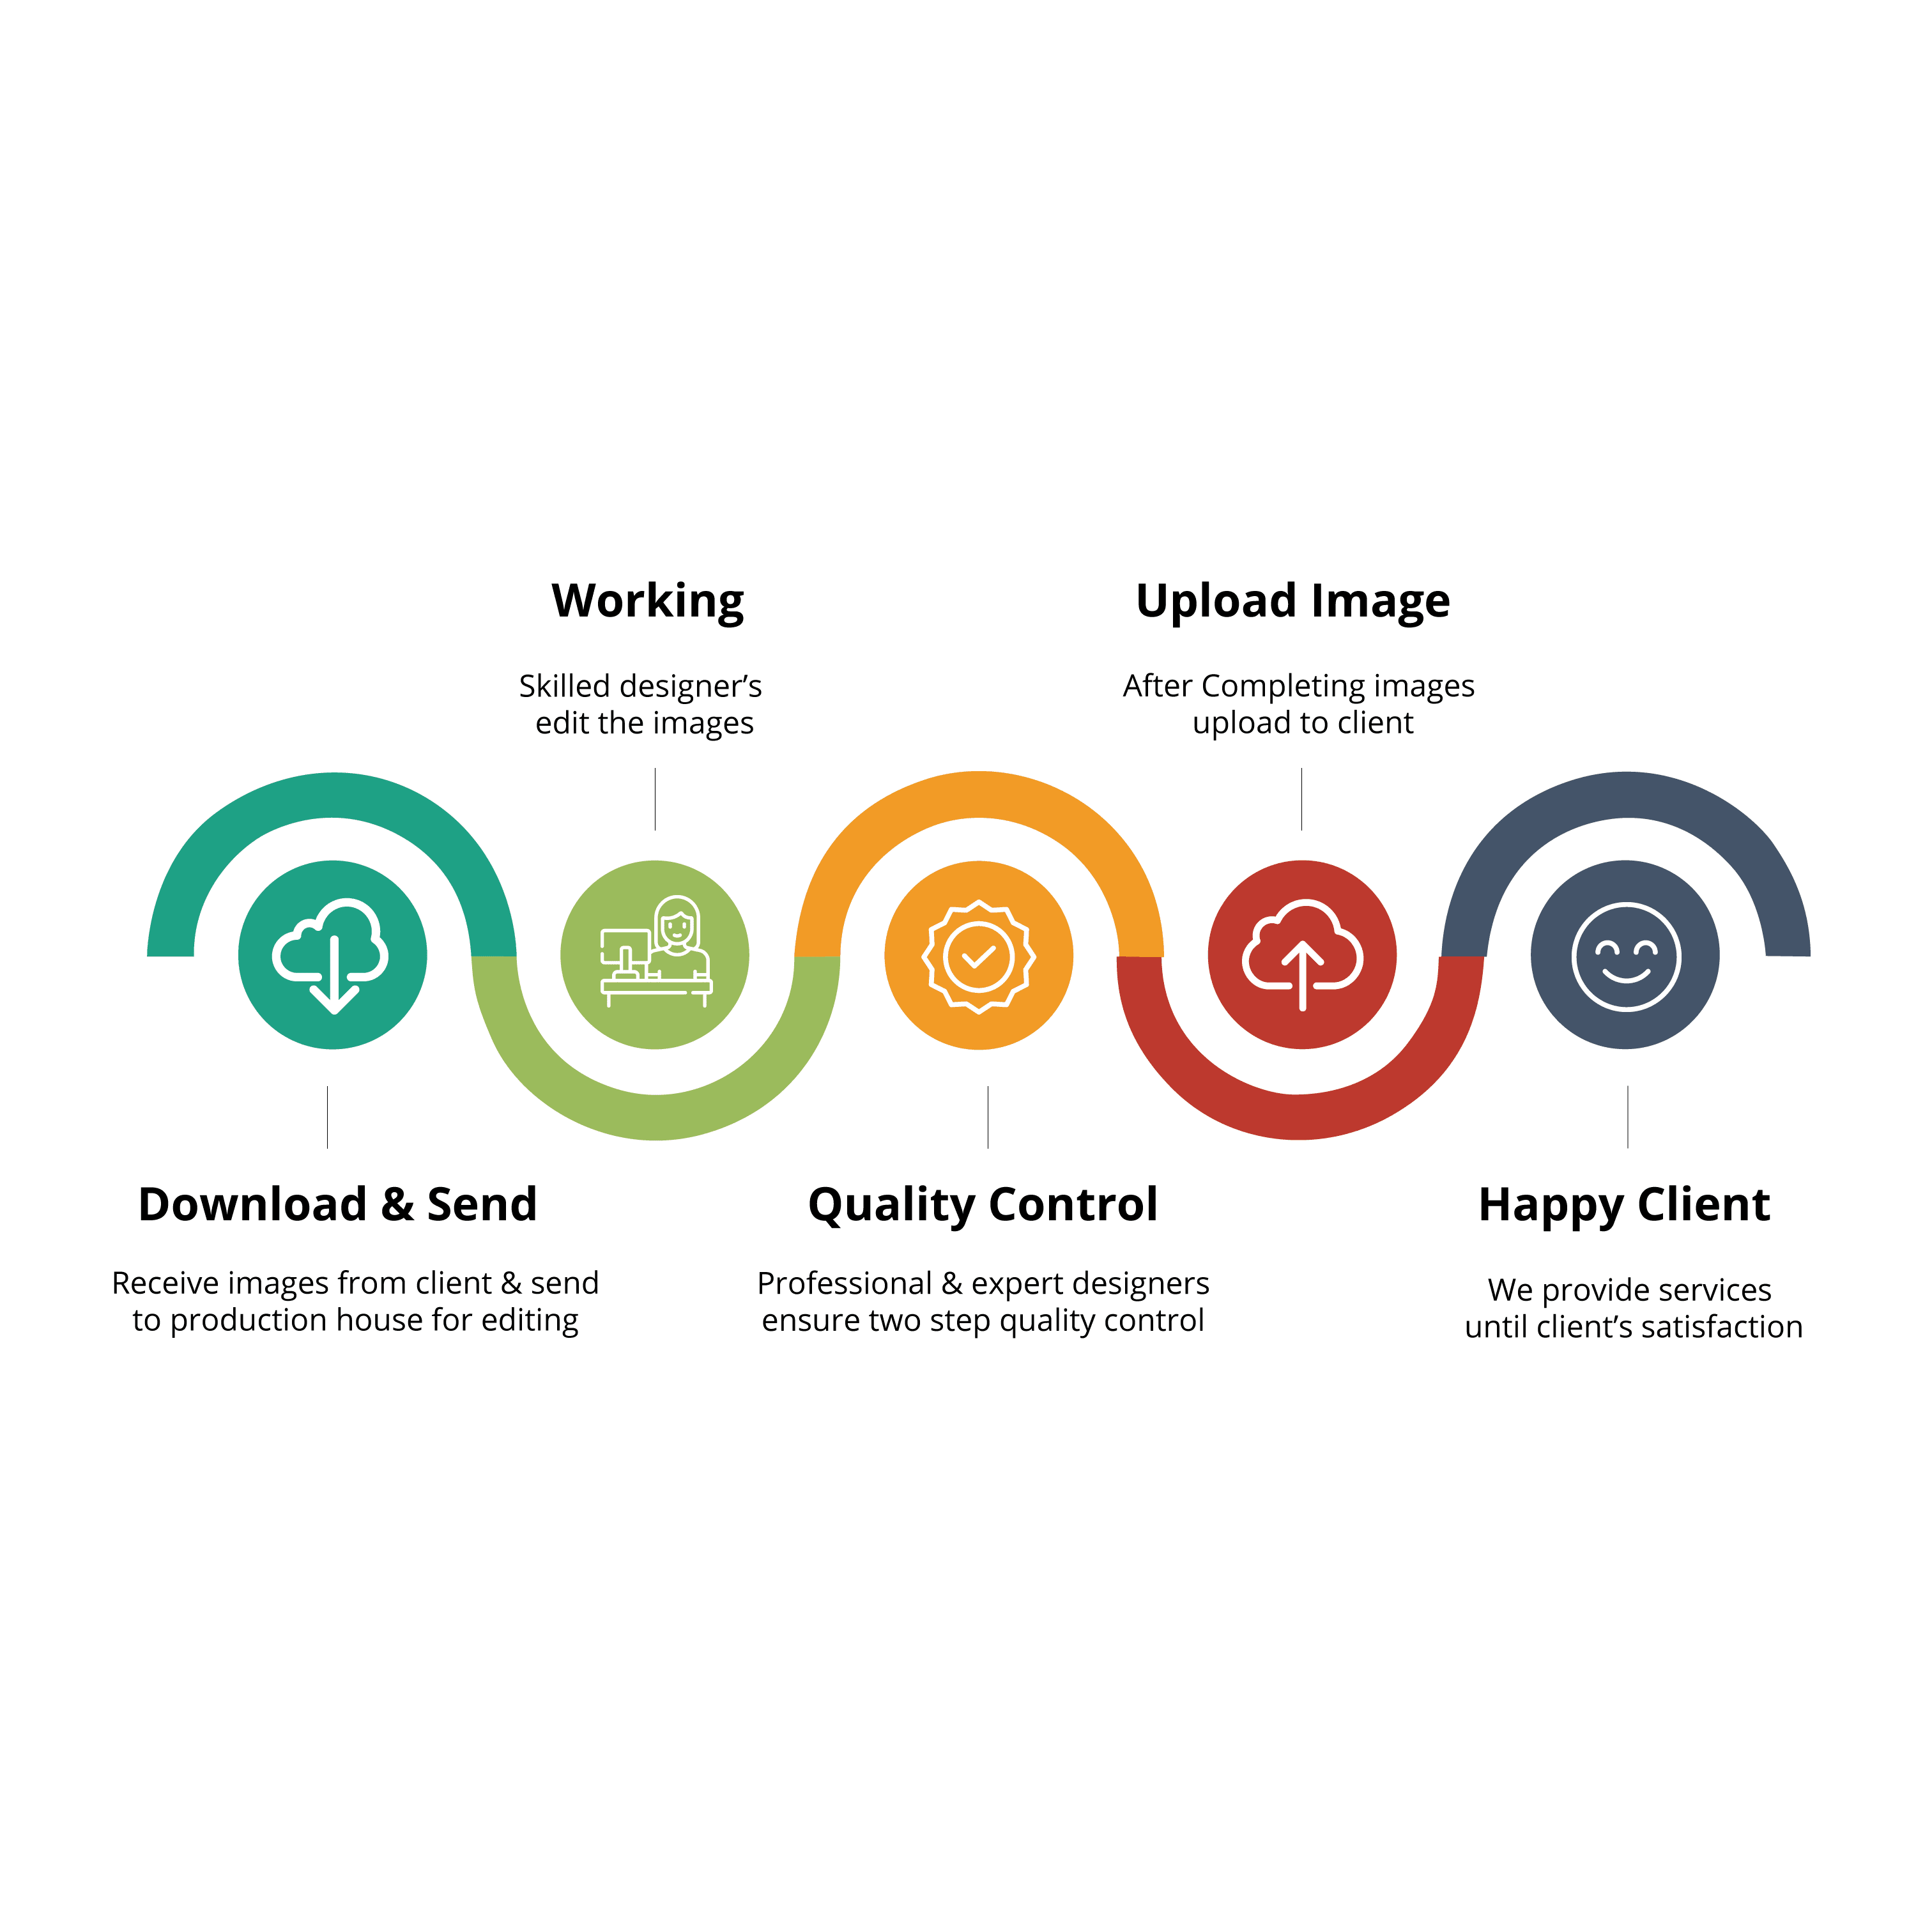 Working
Skilled designer’s
edit the images
Upload Image
After Completing images
upload to client
Download & Send
Receive images from client & send
to production house for editing
Quality Control
Professional & expert designers
ensure two step quality control
Happy Client
We provide services
until client’s satisfaction